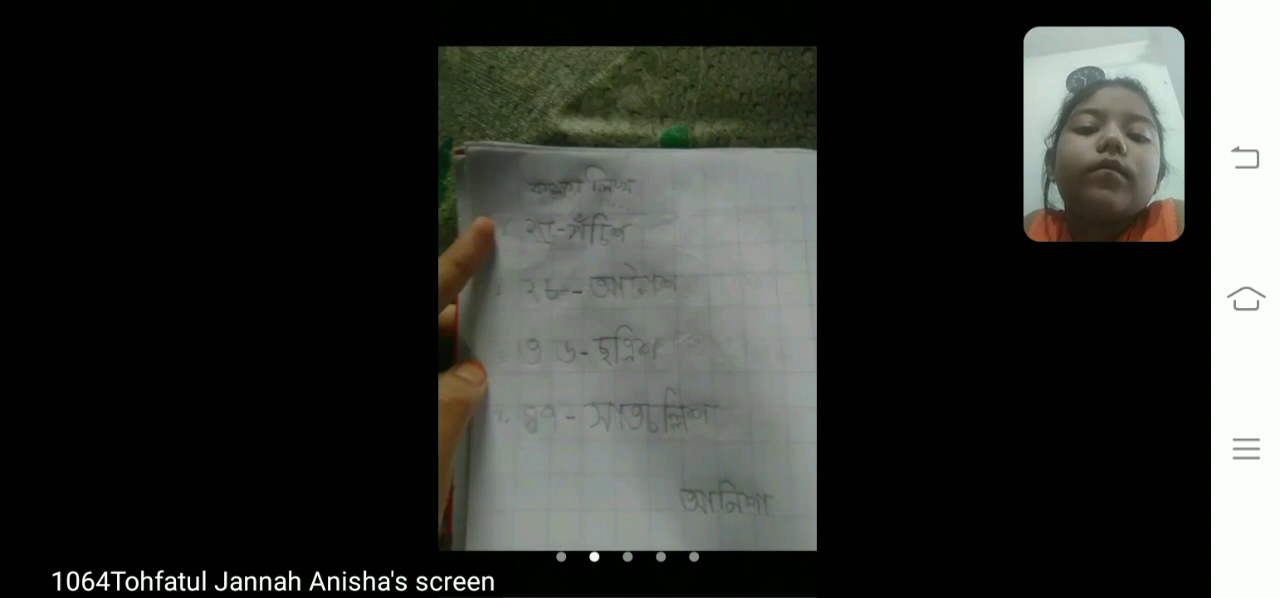 কথায় লিখ
২৫-পঁচিশ
২৮-আটাশ
৩৬-ছত্রিশ
৪৭-সাতচল্লিশ
আনিশা
1064Tohfatul Jannah Anisha's screen